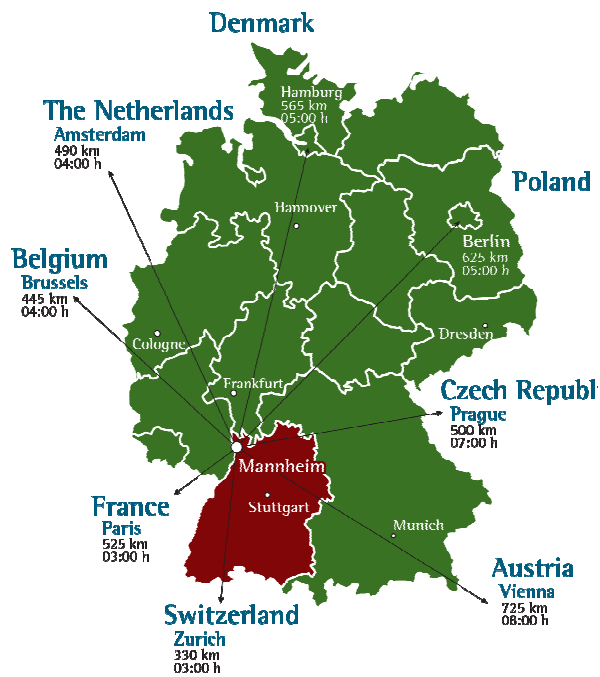 Denmark
Hamburg
565 km
05:00 h
The Netherlands
Amsterdam
490 km
04:00 h
Poland
Hannover
Berlin
625 km
05:00 h
Belgium
Brussels
445 km
04:00 h
Cologne
Dresden
Frankfurt
Czech Republi
Prague
500 km
07:00 h
Mannheim
Stuttgart
France
Paris
525 km
03:00 h
Munich
Austria
Vienna
725 km
08:00 h
Switzerland
Zurich
330 km
03:00 h